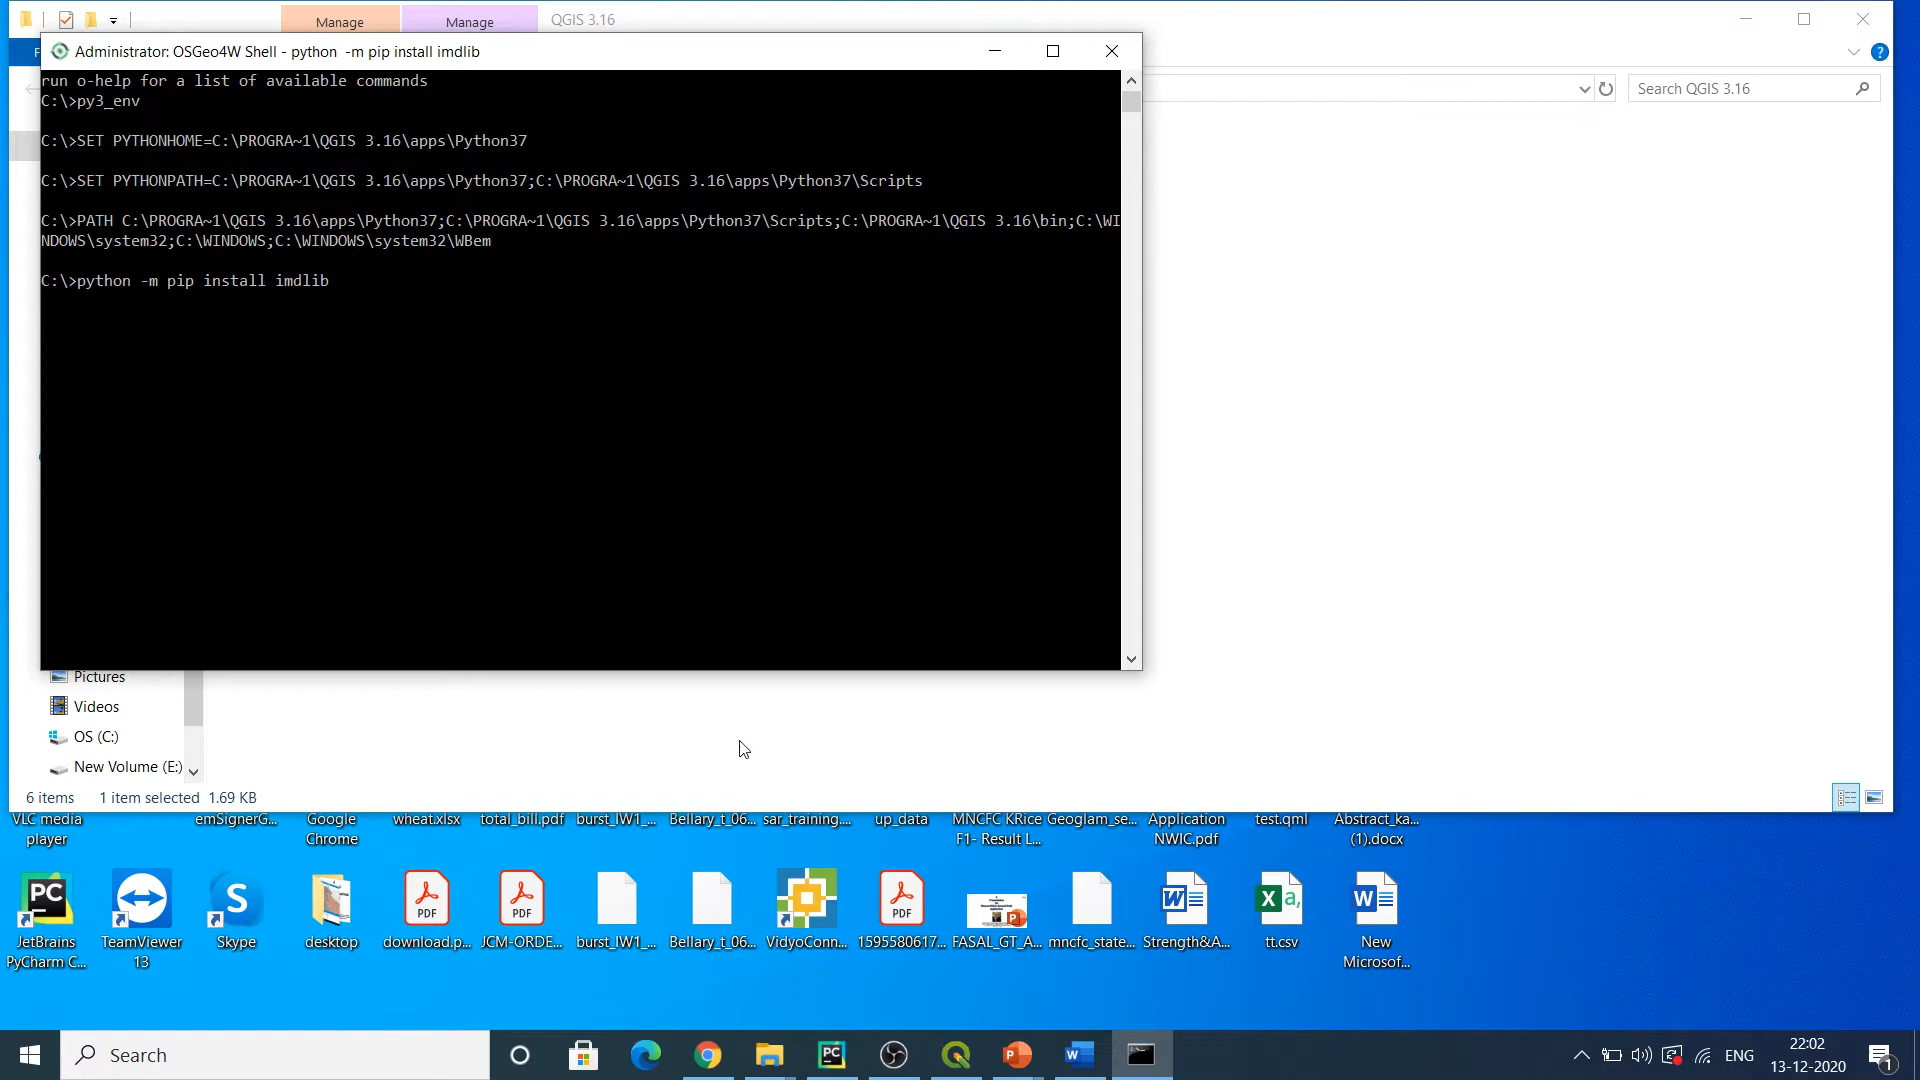 Manage
Manage
QGIS 3.16
Administrator: OSGeo4W Shell - python  -m pip install imdlib
Search QGIS 3.16
run o-help for a list of available commands
C:\>py3_env
C:\>SET PYTHONHOME=C:\PROGRA~1\QGIS 3.16\apps\Python37
C:\>SET PYTHONPATH=C:\PROGRA~1\QGIS 3.16\apps\Python37;C:\PROGRA~1\QGIS 3.16\apps\Python37\Scripts
C:\>PATH C:\PROGRA~1\QGIS 3.16\apps\Python37;C:\PROGRA~1\QGIS 3.16\apps\Python37\Scripts;C:\PROGRA~1\QGIS 3.16\bin;C:\WI
NDOWS\system32;C:\WINDOWS;C:\WINDOWS\system32\WBem
C:\>python -m pip install imdlib
Pictures
Videos
OS (C:)
New Volume (E:)
6 items 1 item selected 1.69 KB
VLC media
player
emSignerG...
Google
Chrome
wheat.xlsx
total_bill.pdf
burst_IW1_...
Bellary_t_06...
sar_training....
up_data
MNCFC KRice
F1- Result L...
Geoglam_se...
Application
NWIC.pdf
test.qml
Abstract_ka...
(1).docx
JetBrains
PyCharm C...
TeamViewer
13
Skype
desktop
download.p...
JCM-ORDE...
burst_IW1_...
Bellary_t_06...
VidyoConn...
1595580617...
FASAL_GT_A...
mncfc_state...
Strength&A...
tt.csv
New
Microsof...
Search
ENG
22:02
13-12-2020
1